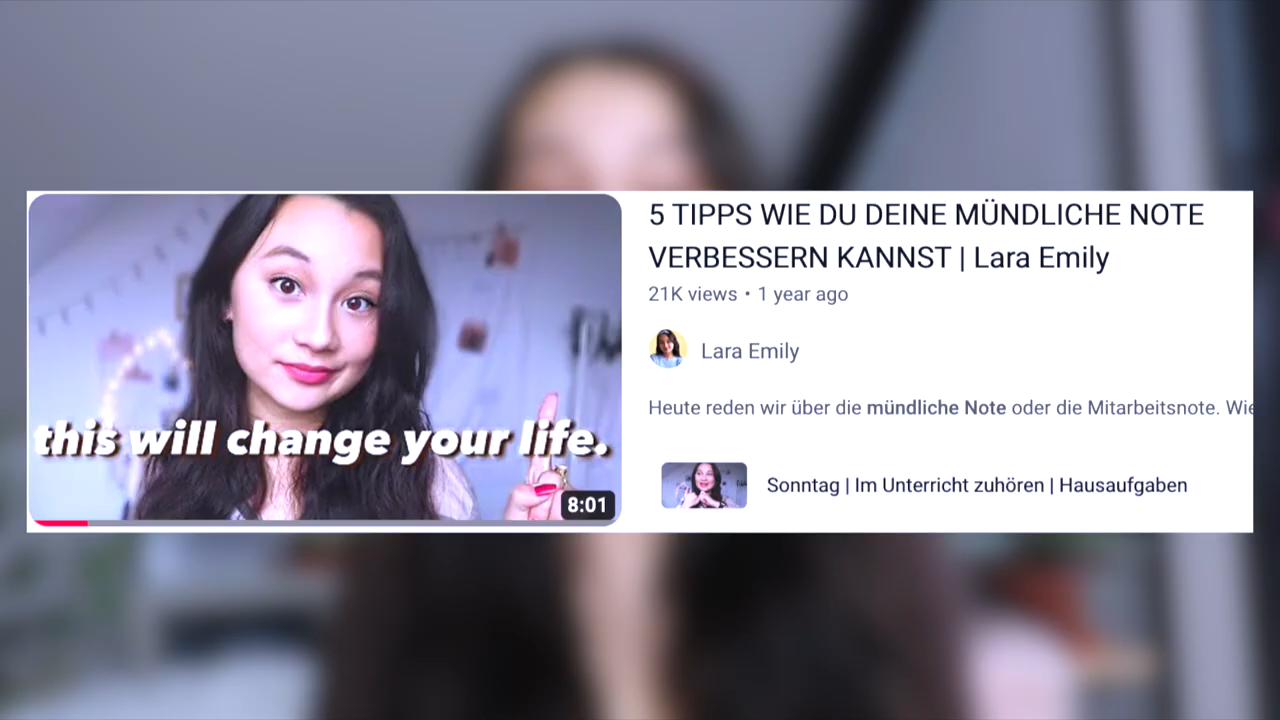 this will change your life.
8:01
5 TIPPS WIE DU DEINE MÜNDLICHE NOTE
VERBESSERN KANNST | Lara Emily
21K views • 1 year ago
Lara Emily
Heute reden wir über die mündliche Note oder die Mitarbeitsnote. Wie
Sonntag | Im Unterricht zuhören | Hausaufgaben